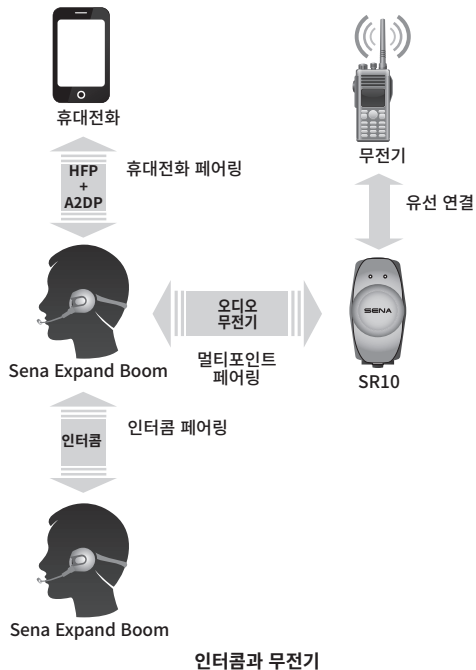 휴대전화
무전기
HFP
+
A2DP
휴대전화 페어링
유선 연결
오디오
무전기
SENA
Sena Expand Boom
멀티포인트
페어링
SR10
인터콤
인터콤 페어링
Sena Expand Boom
인터콤과 무전기